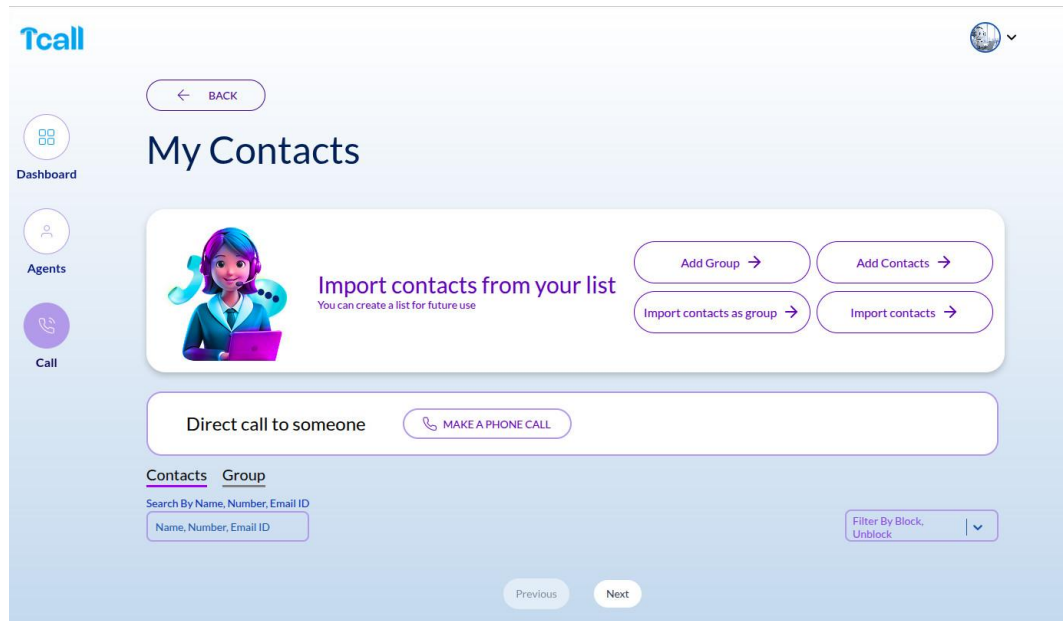 Tcall
BACK
My Contacts
Dashboard
Agents
Call
Import contacts from your list
You can create a list for future use
Add Group
Add Contacts
Import contacts as group
Import contacts
Direct call to someone
MAKE A PHONE CALL
Contacts Group
Search By Name, Number, Email ID
Name, Number, Email ID
Filter By Block,
Unblock
Previous
Next